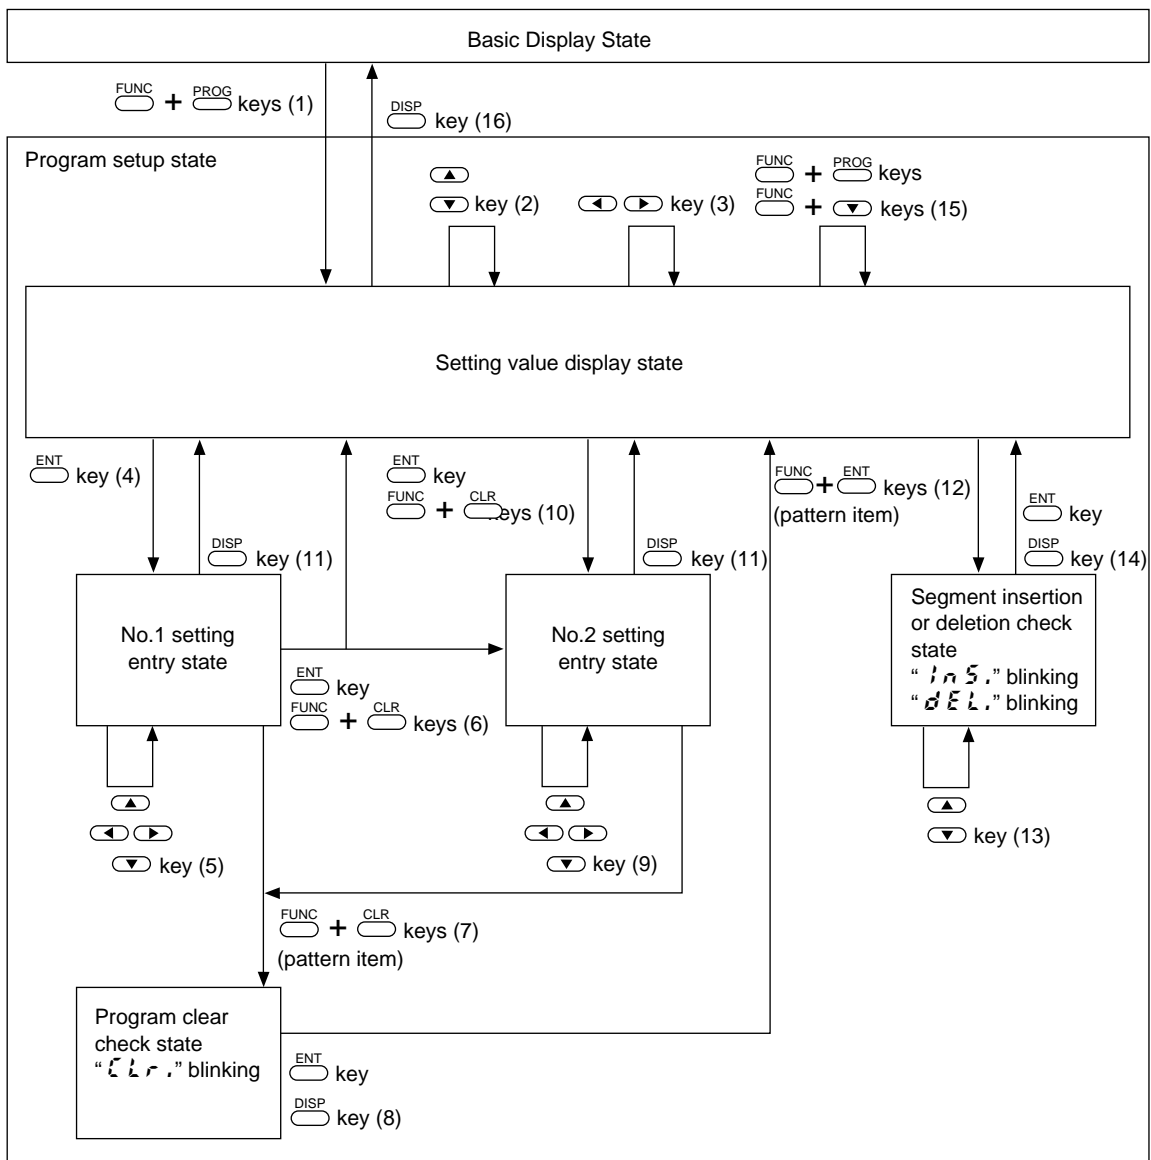 Basic Display State
FUNC + PROG keys (1)
DISP key (16)
Program setup state
key (2)
key (3)
FUNC + PROG keys
FUNC + keys (15)
Setting value display state
ENT key (4)
DISP key (11)
ENT key
FUNC + CLR keys (10)
DISP key (11)
FUNC + ENT keys (12)
(pattern item)
ENT key
DISP key (14)
No.1 setting
entry state
ENT key
FUNC + CLR keys (6)
No.2 setting
entry state
Segment insertion
or deletion check
state
“ InS. ” blinking
“ dEL. ” blinking
key (5)
key (9)
key (13)
FUNC + CLR keys (7)
(pattern item)
Program clear
check state
“ CLr. ” blinking
ENT key
DISP key (8)